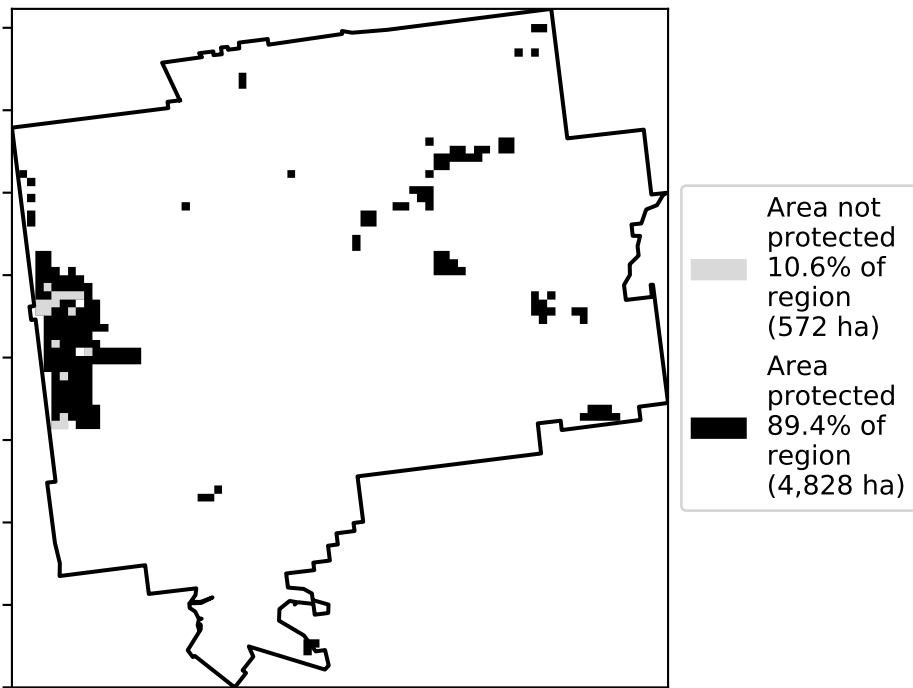 Area not
protected
10.6% of
region
(572 ha)
Area
protected
89.4% of
region
(4,828 ha)